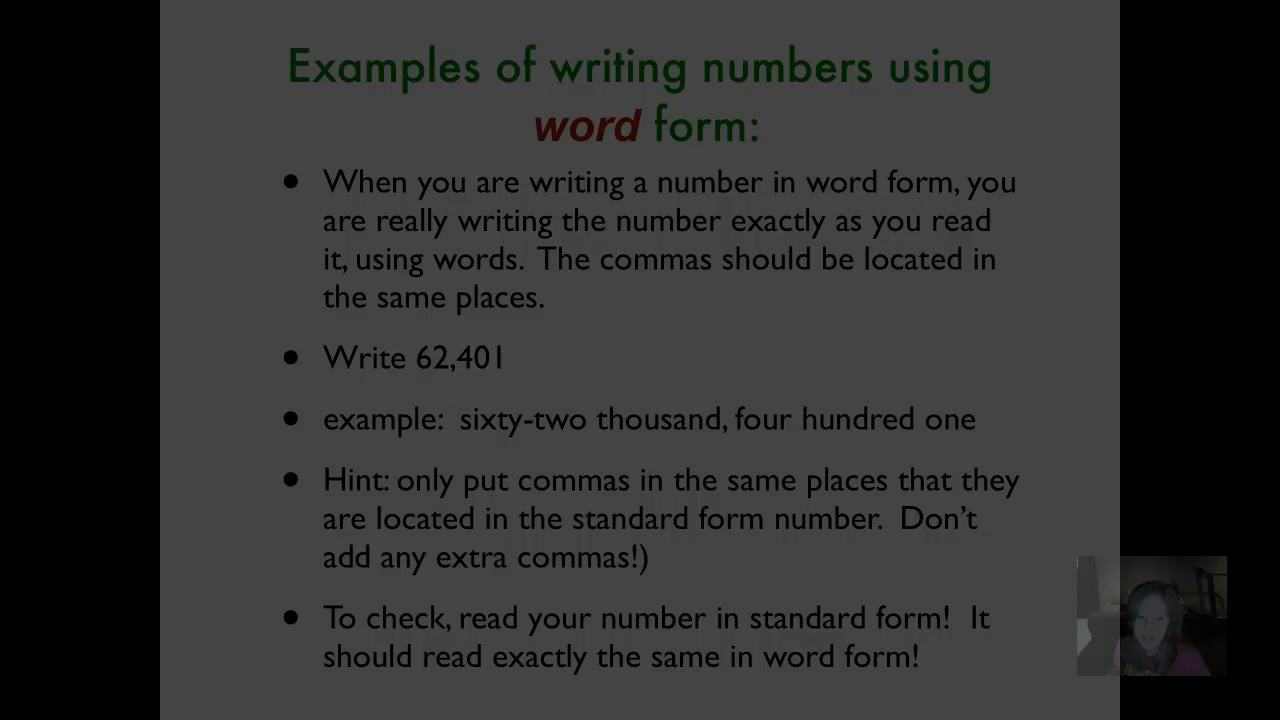 Examples of writing numbers using
word form:
• When you are writing a number in word form, you
are really writing the number exactly as you read
it, using words. The commas should be located in
the same places.
• Write 62,401
• example: sixty-two thousand, four hundred one
• Hint: only put commas in the same places that they
are located in the standard form number. Don’t
add any extra commas!)
• To check, read your number in standard form! It
should read exactly the same in word form!